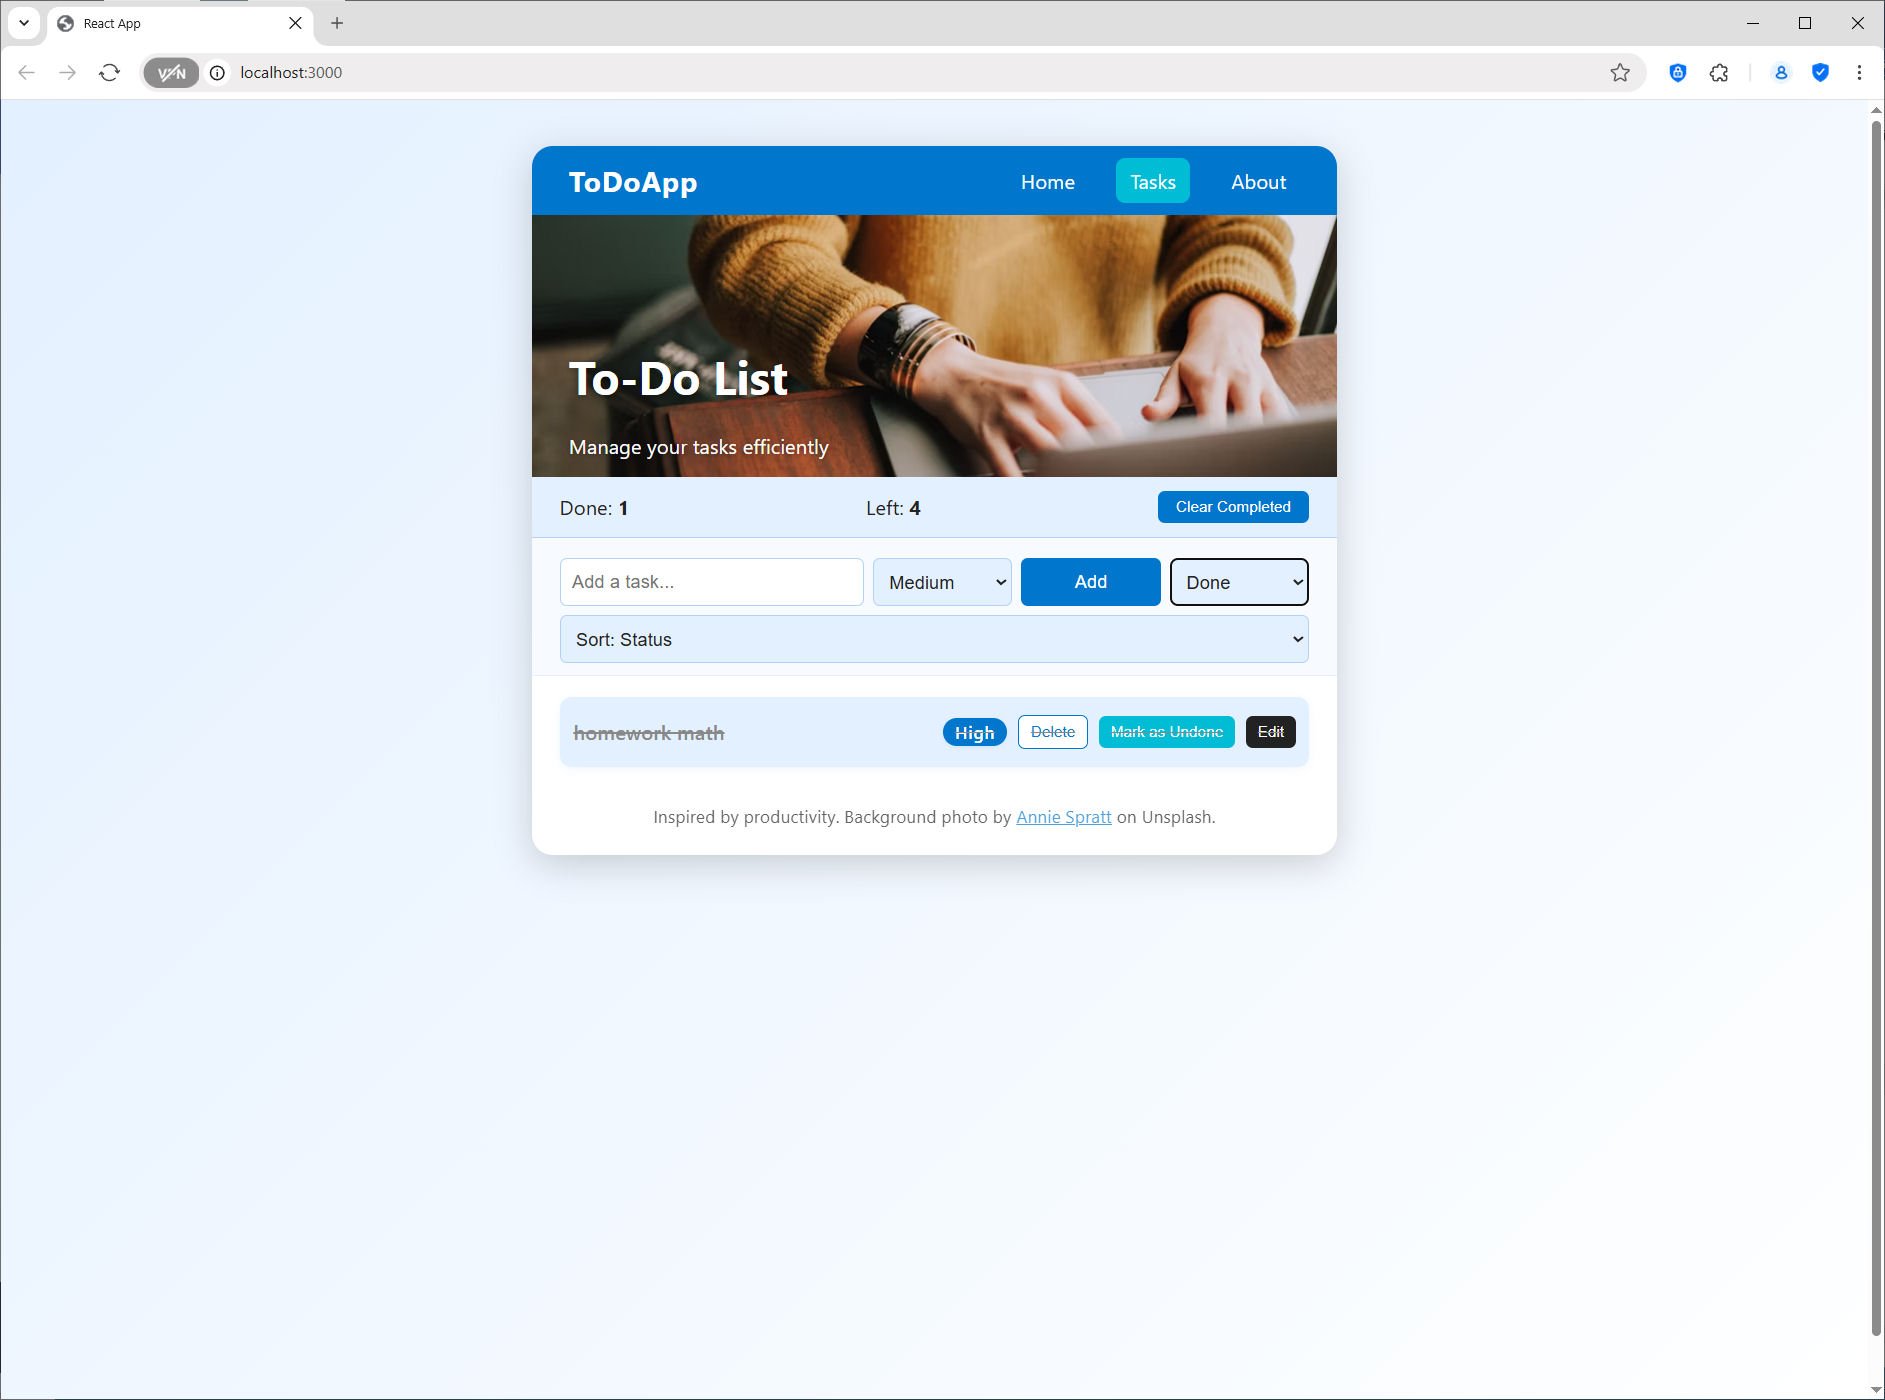 React App
VPN
localhost:3000
ToDoApp
Home
Tasks
About
To-Do List
Manage your tasks efficiently
Done: 1
Left: 4
Clear Completed
Add a task...
Medium
Add
Done
Sort: Status
homework math
High
Delete
Mark as Undone
Edit
Inspired by productivity. Background photo by Annie Spratt on Unsplash.